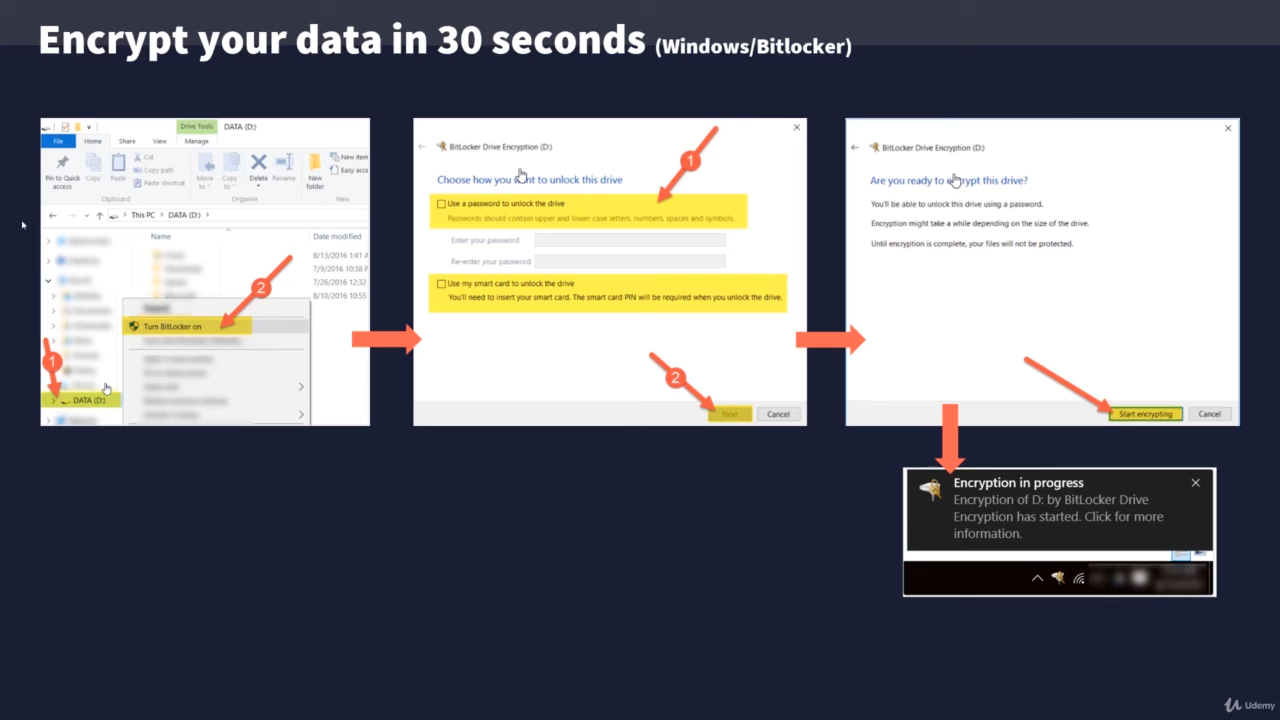 Encrypt your data in 30 seconds (Windows/Bitlocker)
Drive Tools DATA (D:)
File Home Share View Manage
Pin to Quick access
Copy
Paste
Cut
Copy path
Paste shortcut
Move to
Copy to
Delete
Rename
New folder
New item
Easy acce
Clipboard Organise New
This PC > DATA (D:) >
Name Date modified
8/13/2016 1:41 A
7/9/2016 10:38 P
7/26/2016 12:32
8/10/2016 10:55
2
Turn BitLocker on
1
DATA (D:)
BitLocker Drive Encryption (D:)
1
Choose how you want to unlock this drive
Use a password to unlock the drive
Passwords should contain upper and lower case letters, numbers, spaces and symbols.
Enter your password
Re-enter your password
Use my smart card to unlock the drive
You'll need to insert your smart card. The smart card PIN will be required when you unlock the drive.
2
Next Cancel
BitLocker Drive Encryption (D:)
Are you ready to encrypt this drive?
You'll be able to unlock this drive using a password.
Encryption might take a while depending on the size of the drive.
Until encryption is complete, your files will not be protected.
Start encrypting Cancel
Encryption in progress
Encryption of D: by BitLocker Drive
Encryption has started. Click for more
information.
Udemy